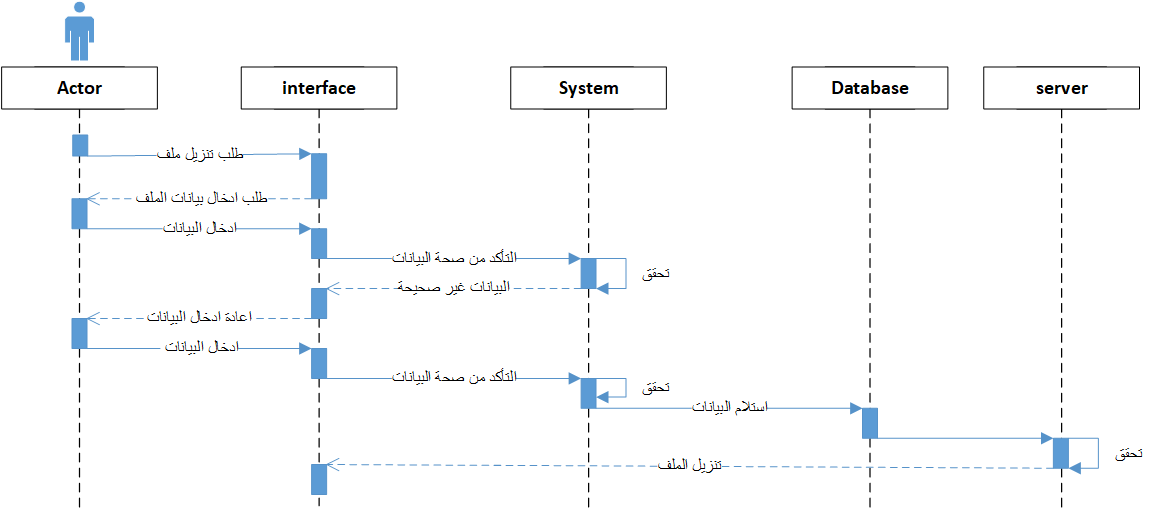 Actor
interface
System
Database
server
طلب تنزيل ملف
طلب ادخال بيانات الملف
ادخال البيانات
التأكد من صحة البيانات
تحقق
البيانات غير صحيحة
اعادة ادخال البيانات
ادخال البيانات
التأكد من صحة البيانات
تحقق
استلام البيانات
تحقق
تنزيل الملف